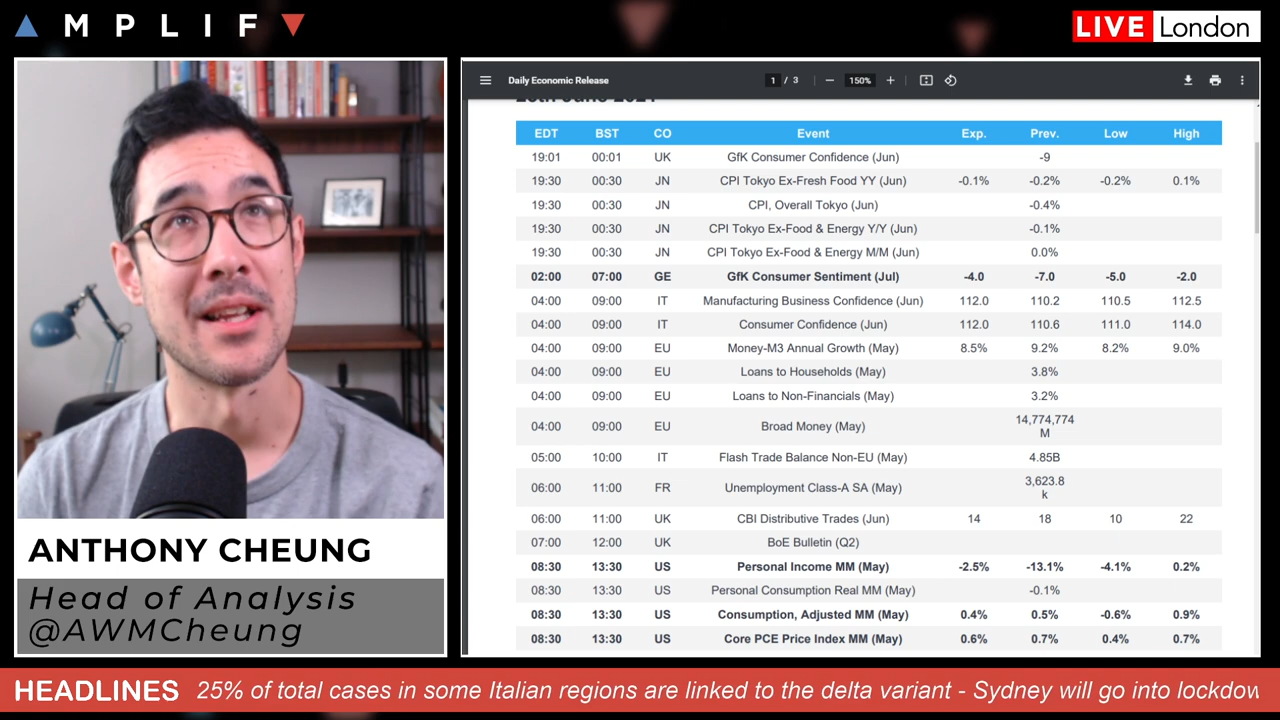 AMPLIFY
LIVE London
Daily Economic Release
1 / 3
150%
EDT BST CO Event Exp. Prev. Low High
19:01 00:01 UK GfK Consumer Confidence (Jun) -9
19:30 00:30 JN CPI Tokyo Ex-Fresh Food YY (Jun) -0.1% -0.2% -0.2% 0.1%
19:30 00:30 JN CPI, Overall Tokyo (Jun) -0.4%
19:30 00:30 JN CPI Tokyo Ex-Food & Energy Y/Y (Jun) -0.1%
19:30 00:30 JN CPI Tokyo Ex-Food & Energy M/M (Jun) 0.0%
02:00 07:00 GE GfK Consumer Sentiment (Jul) -4.0 -7.0 -5.0 -2.0
04:00 09:00 IT Manufacturing Business Confidence (Jun) 112.0 110.2 110.5 112.5
04:00 09:00 IT Consumer Confidence (Jun) 112.0 110.6 111.0 114.0
04:00 09:00 EU Money-M3 Annual Growth (May) 8.5% 9.2% 8.2% 9.0%
04:00 09:00 EU Loans to Households (May) 3.8%
04:00 09:00 EU Loans to Non-Financials (May) 3.2%
04:00 09:00 EU Broad Money (May) 14,774,774
M
05:00 10:00 IT Flash Trade Balance Non-EU (May) 4.85B
06:00 11:00 FR Unemployment Class-A SA (May) 3,623.8
k
06:00 11:00 UK CBI Distributive Trades (Jun) 14 18 10 22
07:00 12:00 UK BoE Bulletin (Q2)
08:30 13:30 US Personal Income MM (May) -2.5% -13.1% -4.1% 0.2%
08:30 13:30 US Personal Consumption Real MM (May) -0.1%
08:30 13:30 US Consumption, Adjusted MM (May) 0.4% 0.5% -0.6% 0.9%
08:30 13:30 US Core PCE Price Index MM (May) 0.6% 0.7% 0.4% 0.7%
ANTHONY CHEUNG
Head of Analysis
@AWMCheung
HEADLINES 25% of total cases in some Italian regions are linked to the delta variant - Sydney will go into lockdow